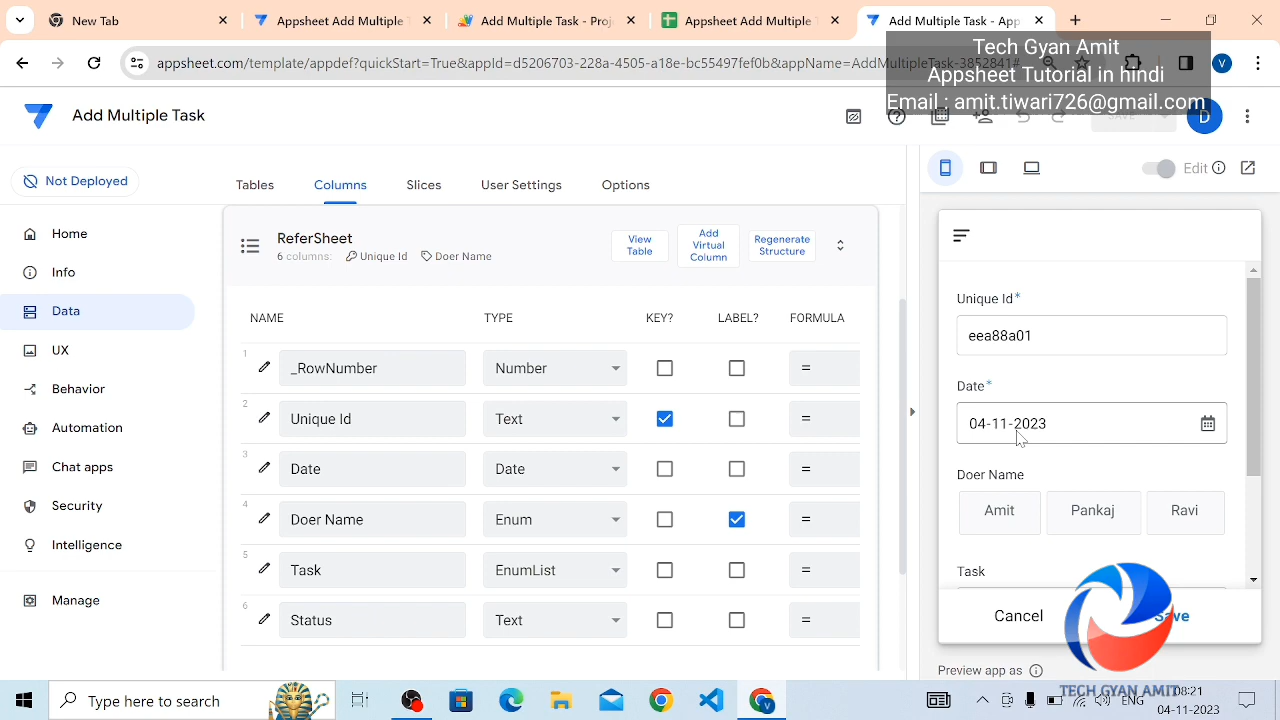 New Tab
Add Multiple Task - App
Add Multiple Task - Proj
Appsheet Add Multiple
Add Multiple Task - App
Tech Gyan Amit
Appsheet Tutorial in hindi
Email : amit.tiwari726@gmail.com
appsheet.com/template/appdef?quickStart=True&appId=d5206703-228a-4505-a18e-bc55497fef0b&appName=AddMultipleTask-3852841#
V
Add Multiple Task
SAVE
D
Not Deployed
Tables
Columns
Slices
User Settings
Options
Edit
Home
Info
Data
UX
Behavior
Automation
Chat apps
Security
Intelligence
Manage
ReferSheet
6 columns: Unique Id Doer Name
View Table
Add Virtual Column
Regenerate Structure
NAME TYPE KEY? LABEL? FORMULA
1 _RowNumber Number =
2 Unique Id Text =
3 Date Date =
4 Doer Name Enum =
5 Task EnumList =
6 Status Text =
Unique Id*
eea88a01
Date*
04-11-2023
Doer Name
Amit Pankaj Ravi
Task
Cancel Save
Preview app as
TECH GYAN AMIT
Type here to search
08:21
04-11-2023